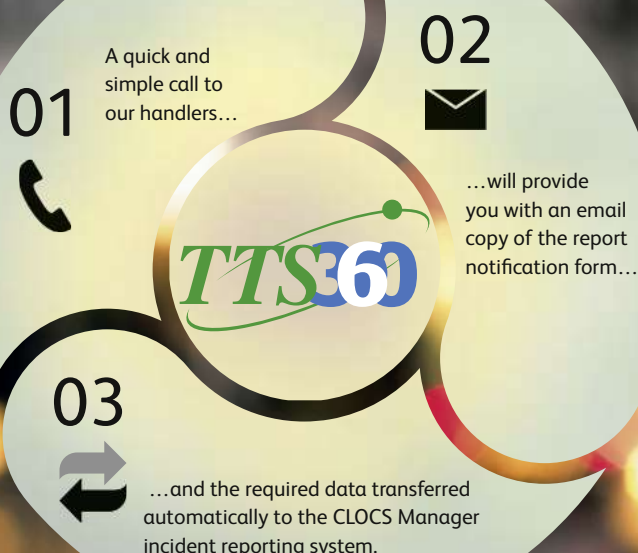 01
A quick and
simple call to
our handlers…
02
…will provide
you with an email
copy of the report
notification form…
TTS360
03
…and the required data transferred
automatically to the CLOCS Manager
incident reporting system.